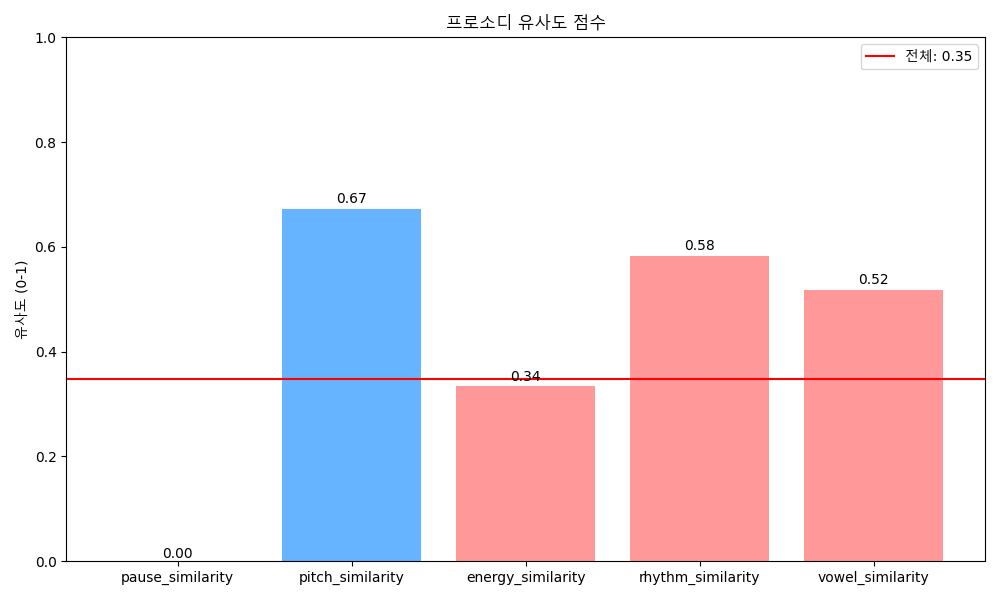 프로소디 유사도 점수
전체: 0.35
유사도 (0-1)
1.0
0.8
0.6
0.4
0.2
0.0
0.00
0.67
0.34
0.58
0.52
pause_similarity
pitch_similarity
energy_similarity
rhythm_similarity
vowel_similarity